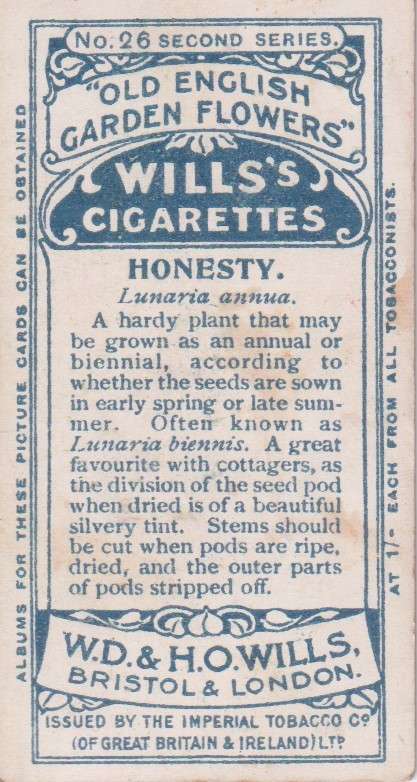 No. 26 SECOND SERIES.
"OLD ENGLISH
GARDEN FLOWERS"
WILLS'S
CIGARETTES
HONESTY.
Lunaria annua.
A hardy plant that may
be grown as an annual or
biennial, according to
whether the seeds are sown
in early spring or late sum-
mer. Often known as
Lunaria biennis. A great
favourite with cottagers, as
the division of the seed pod
when dried is of a beautiful
silvery tint. Stems should
be cut when pods are ripe,
dried, and the outer parts
of pods stripped off.
W.D. & H.O. WILLS,
BRISTOL & LONDON.
ISSUED BY THE IMPERIAL TOBACCO Co
(OF GREAT BRITAIN & IRELAND) LTD
ALBUMS FOR THESE PICTURE CARDS CAN BE OBTAINED
AT 1/- EACH FROM ALL TOBACCONISTS.